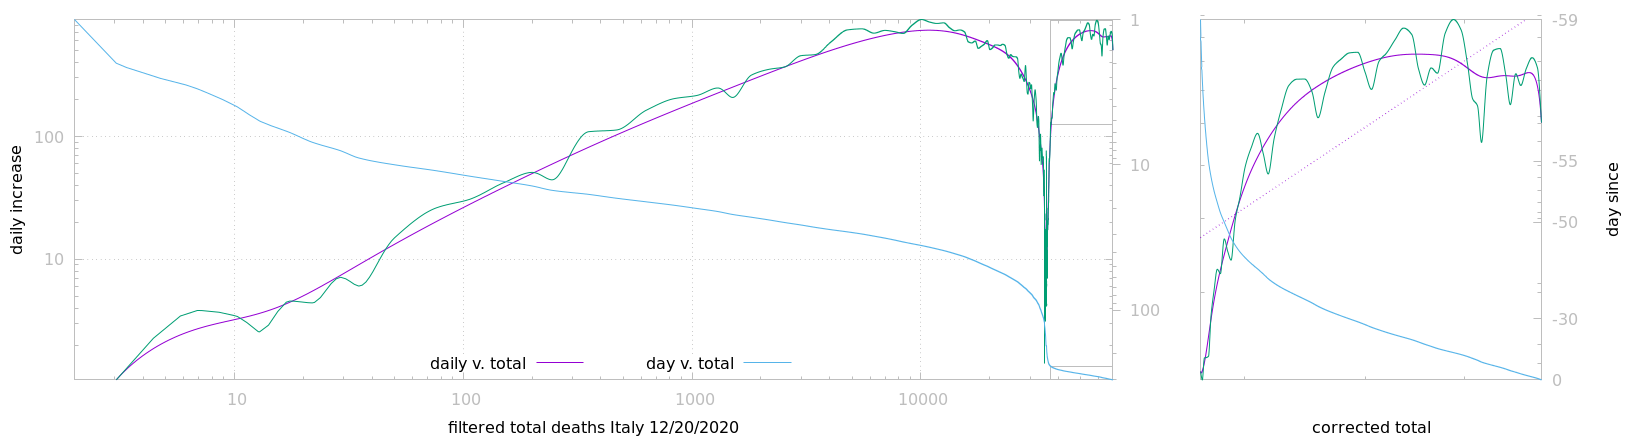 daily increase
100
10
10
100
1000
10000
1
10
100
daily v. total
day v. total
filtered total deaths Italy 12/20/2020
-59
-55
-50
-30
0
day since
corrected total